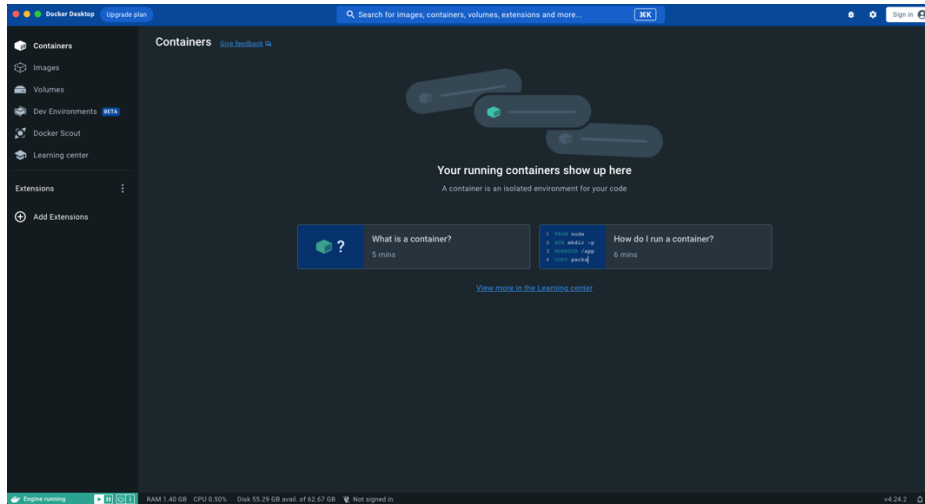 Docker Desktop Upgrade plan
Search for images, containers, volumes, extensions and more... ⌘K
Sign in
Containers
Images
Volumes
Dev Environments BETA
Docker Scout
Learning center
Extensions
Add Extensions
Containers Give feedback
Your running containers show up here
A container is an isolated environment for your code
?
What is a container?
5 mins
1 FROM node
2 RUN mkdir -p
3 WORKDIR /app
4 COPY packa
How do I run a container?
6 mins
View more in the Learning center
Engine running
RAM 1.40 GB CPU 0.50% Disk 55.29 GB avail. of 62.67 GB Not signed in
v4.24.2